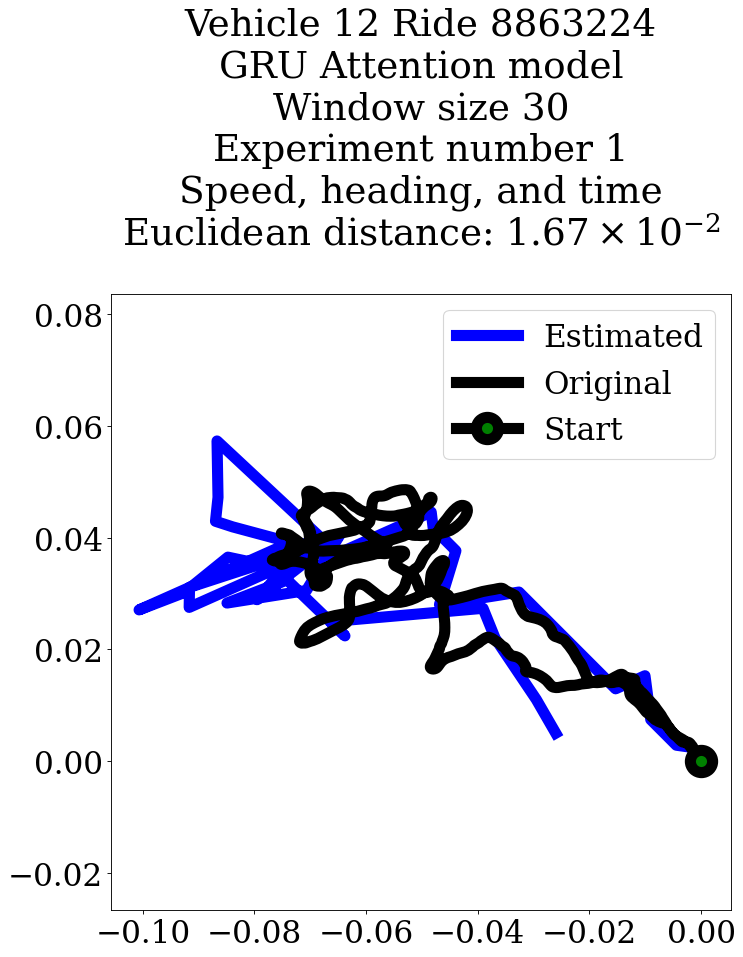 Vehicle 12 Ride 8863224
GRU Attention model
Window size 30
Experiment number 1
Speed, heading, and time
Euclidean distance: 1.67 × 10⁻²
0.08
0.06
0.04
0.02
0.00
−0.02
Estimated
Original
Start
−0.10 −0.08 −0.06 −0.04 −0.02 0.00